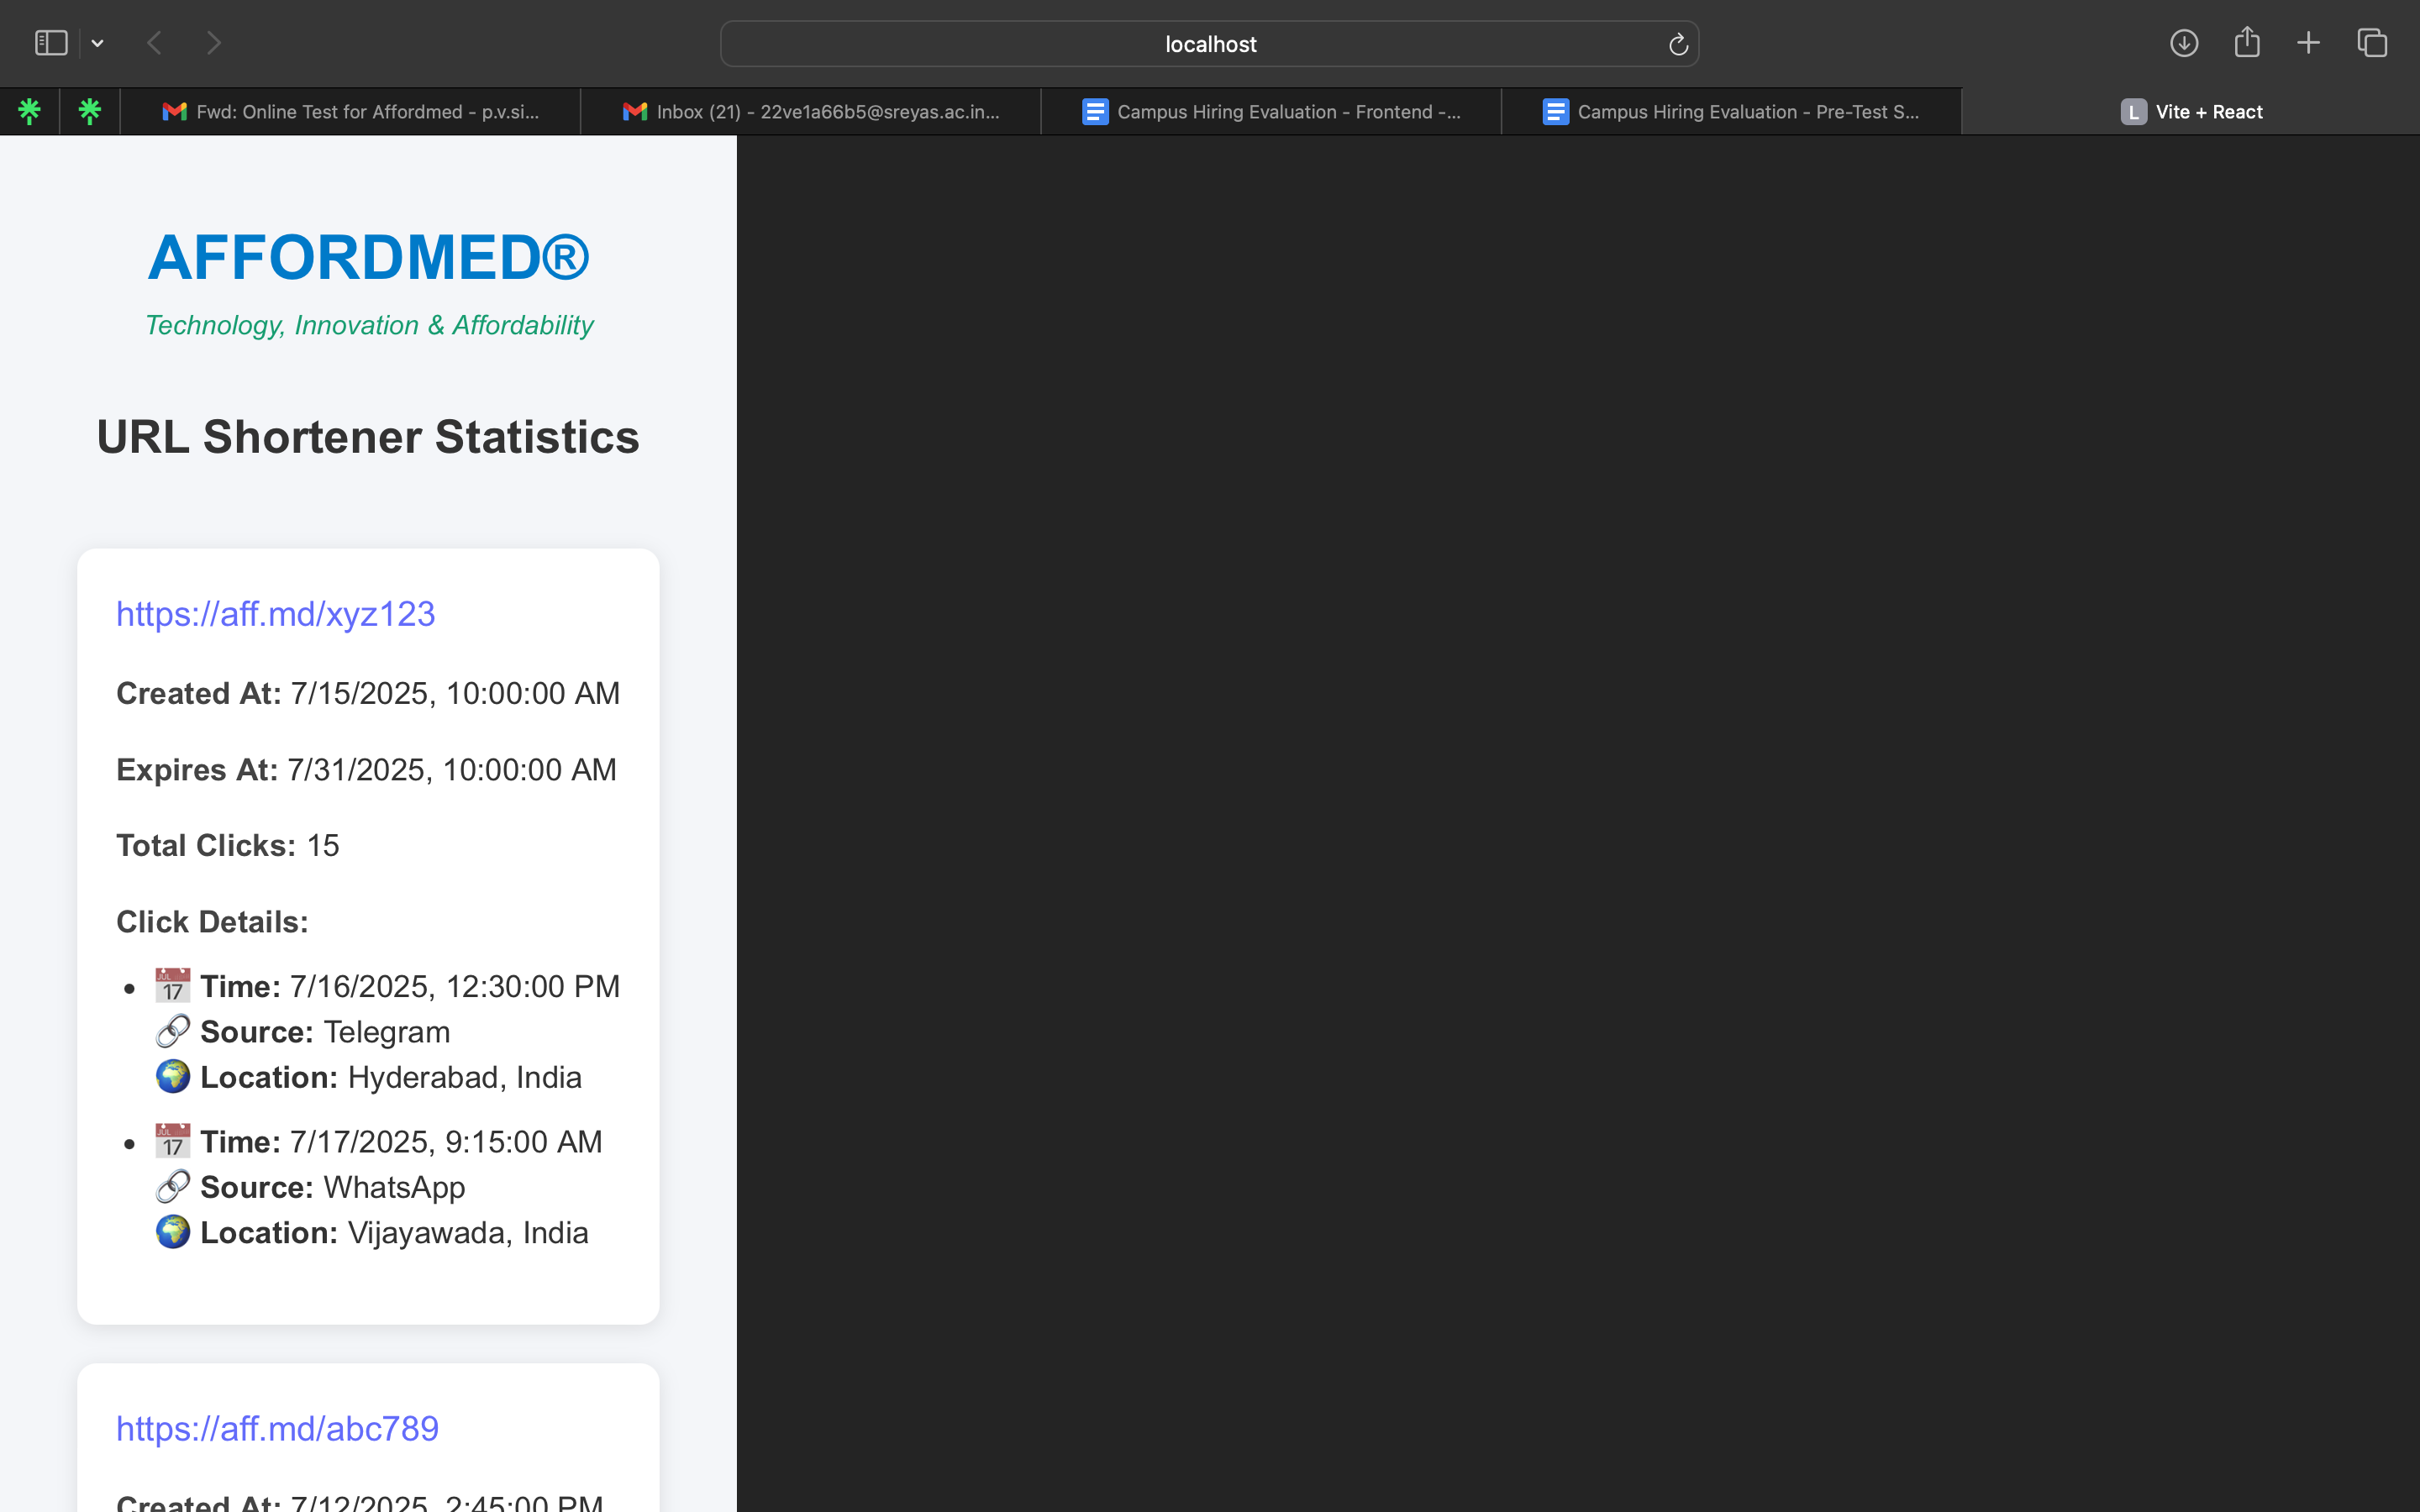 localhost
Fwd: Online Test for Affordmed - p.v.si...
Inbox (21) - 22ve1a66b5@sreyas.ac.in...
Campus Hiring Evaluation - Frontend -...
Campus Hiring Evaluation - Pre-Test S...
L Vite + React
AFFORDMED®
Technology, Innovation & Affordability
URL Shortener Statistics
https://aff.md/xyz123
Created At: 7/15/2025, 10:00:00 AM
Expires At: 7/31/2025, 10:00:00 AM
Total Clicks: 15
Click Details:
• 📅 Time: 7/16/2025, 12:30:00 PM
🔗 Source: Telegram
🌍 Location: Hyderabad, India
• 📅 Time: 7/17/2025, 9:15:00 AM
🔗 Source: WhatsApp
🌍 Location: Vijayawada, India
https://aff.md/abc789
Created At: 7/12/2025, 2:45:00 PM